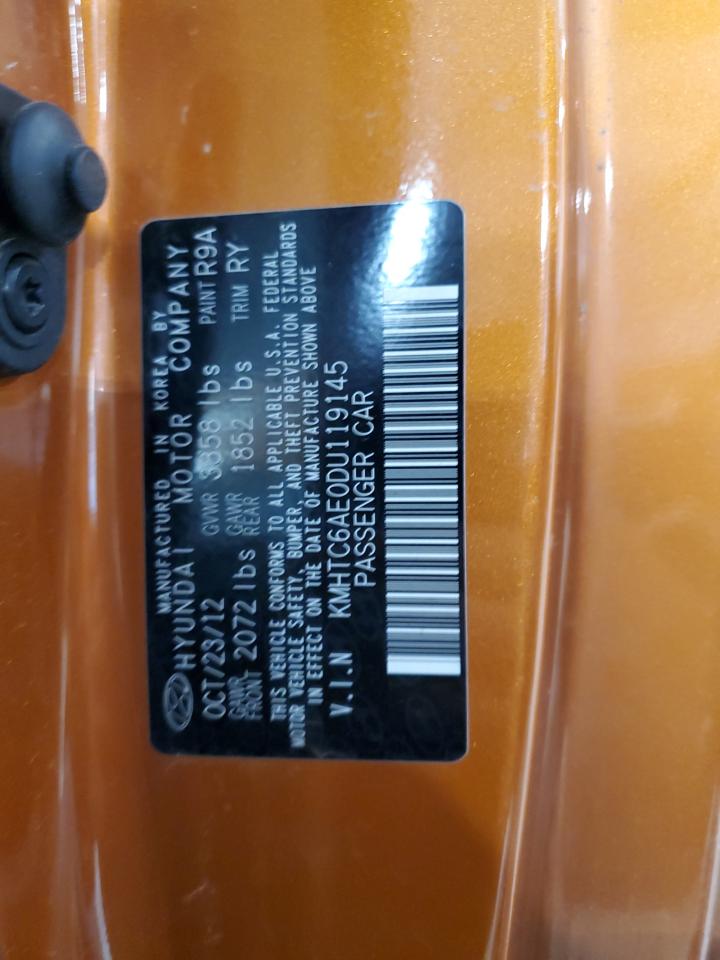 MANUFACTURED IN KOREA BY
HYUNDAI MOTOR COMPANY
OCT/23/12 GVWR 3858 lbs PAINT R9A
GAWR FRONT 2072 lbs GAWR REAR 1852 lbs TRIM RY
THIS VEHICLE CONFORMS TO ALL APPLICABLE U.S.A. FEDERAL
MOTOR VEHICLE SAFETY, BUMPER, AND THEFT PREVENTION STANDARDS
IN EFFECT ON THE DATE OF MANUFACTURE SHOWN ABOVE
V.I.N KMHTC6AE0DU119145
PASSENGER CAR